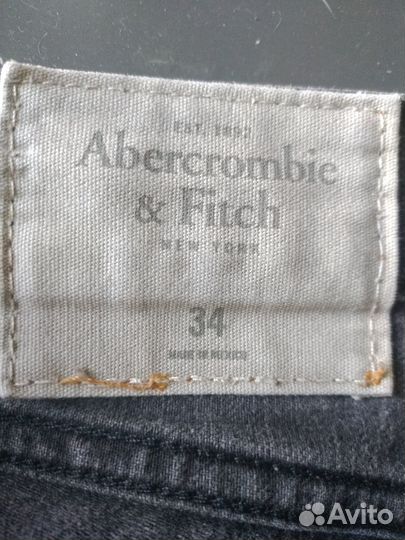 EST. 1892
Abercrombie
& Fitch
NEW YORK
34
MADE IN MEXICO
Avito